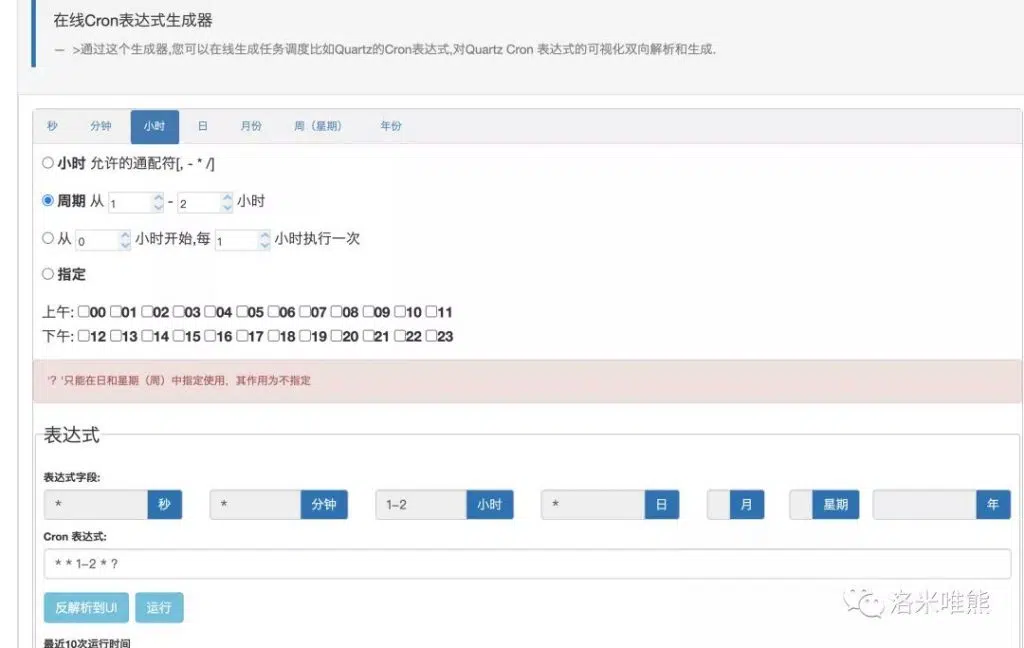 在线Cron表达式生成器
— >通过这个生成器,您可以在线生成任务调度比如Quartz的Cron表达式,对Quartz Cron 表达式的可视化双向解析和生成.
秒 分钟 小时 日 月份 周（星期） 年份
小时 允许的通配符[, - * /]
周期 从 1 - 2 小时
从 0 小时开始,每 1 小时执行一次
指定
上午: 00 01 02 03 04 05 06 07 08 09 10 11
下午: 12 13 14 15 16 17 18 19 20 21 22 23
'? '只能在日和星期（周）中指定使用，其作用为不指定
表达式
表达式字段:
* 秒 * 分钟 1-2 小时 * 日 月 星期 年
Cron 表达式:
* * 1-2 * ?
反解析到UI 运行
洛米唯熊
最近10次运行时间